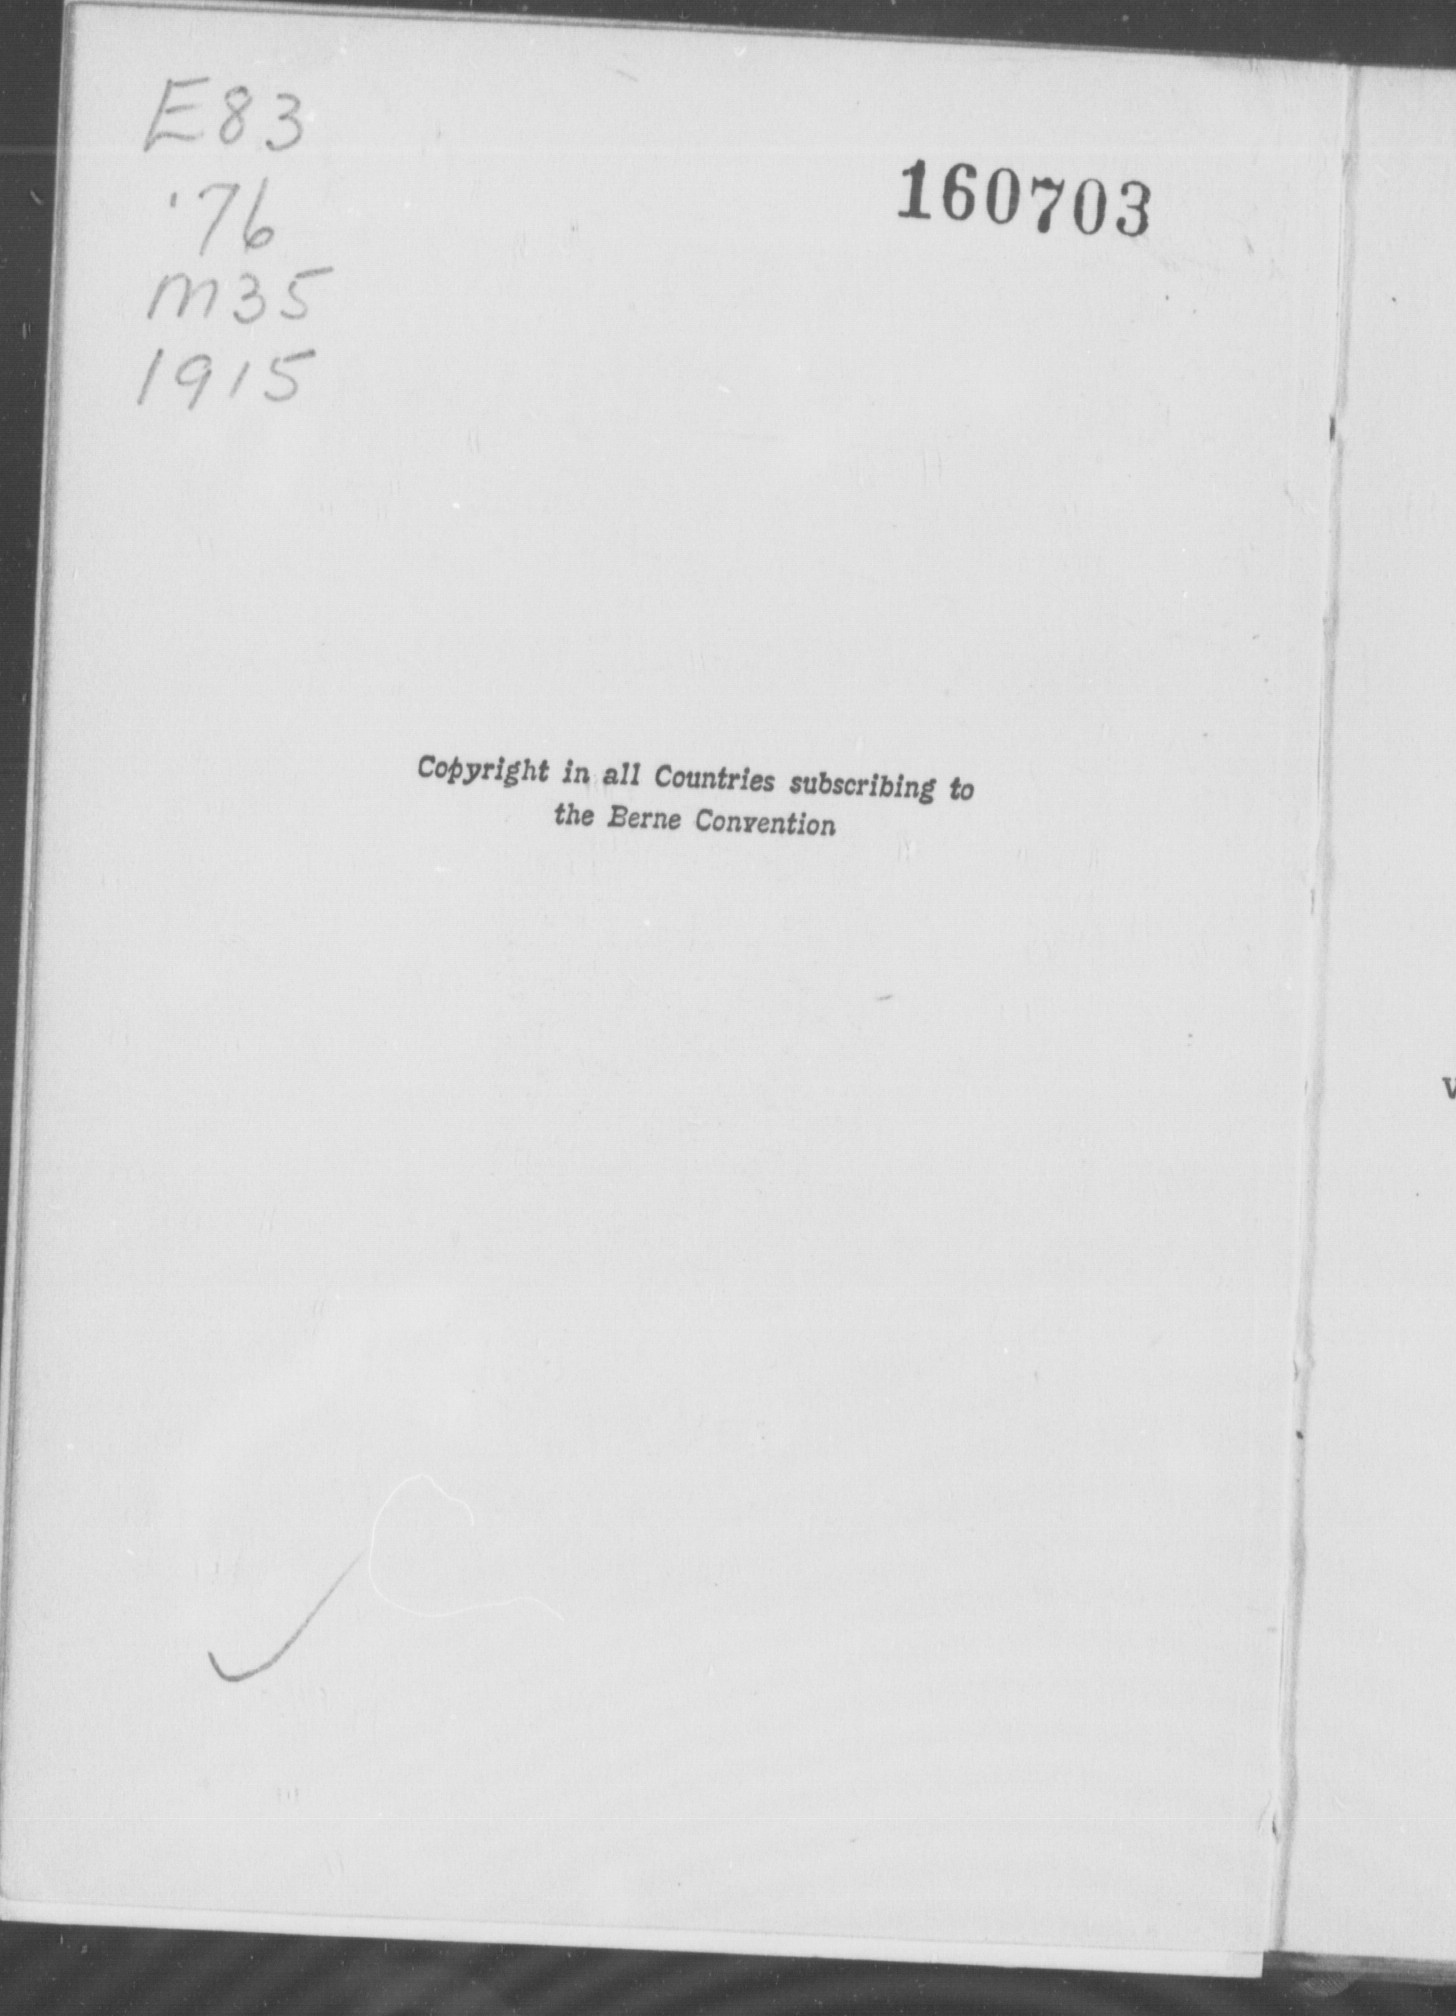 E83
.76
M35
1915
160703
Copyright in all Countries subscribing to
the Berne Convention